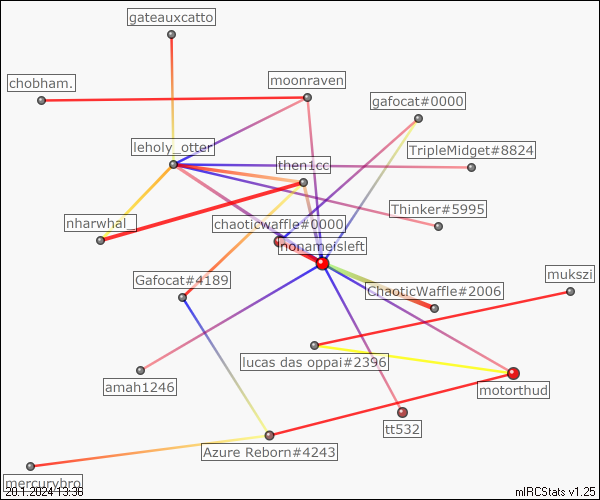 gateauxcatto
chobham.
moonraven
gafocat#0000
leholy_otter
TripleMidget#8824
then1cc
Thinker#5995
nharwhal_
chaoticwaffle#0000
nonameisleft
mukszi
Gafocat#4189
ChaoticWaffle#2006
lucas das oppai#2396
amah1246
motorthud
tt532
Azure Reborn#4243
mercurybro
20.1.2024 13:36
mIRCStats v1.25